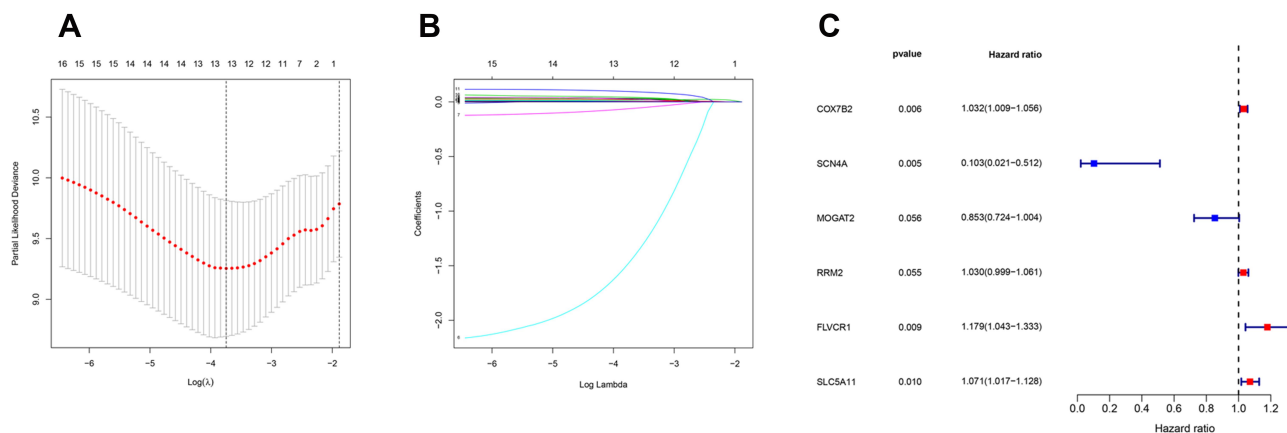 A
16 15 15 15 14 14 14 14 14 13 13 13 12 12 11 7 2 1
Partial Likelihood Deviance
10.5
10.0
9.5
9.0
−6 −5 −4 −3 −2
Log(λ)
B
15 14 13 12 1
Coefficients
0.0
−0.5
−1.0
−1.5
−2.0
11
7
6
−6 −5 −4 −3 −2
Log Lambda
C
pvalue Hazard ratio
COX7B2 0.006 1.032(1.009−1.056)
SCN4A 0.005 0.103(0.021−0.512)
MOGAT2 0.056 0.853(0.724−1.004)
RRM2 0.055 1.030(0.999−1.061)
FLVCR1 0.009 1.179(1.043−1.333)
SLC5A11 0.010 1.071(1.017−1.128)
0.0 0.2 0.4 0.6 0.8 1.0 1.2
Hazard ratio